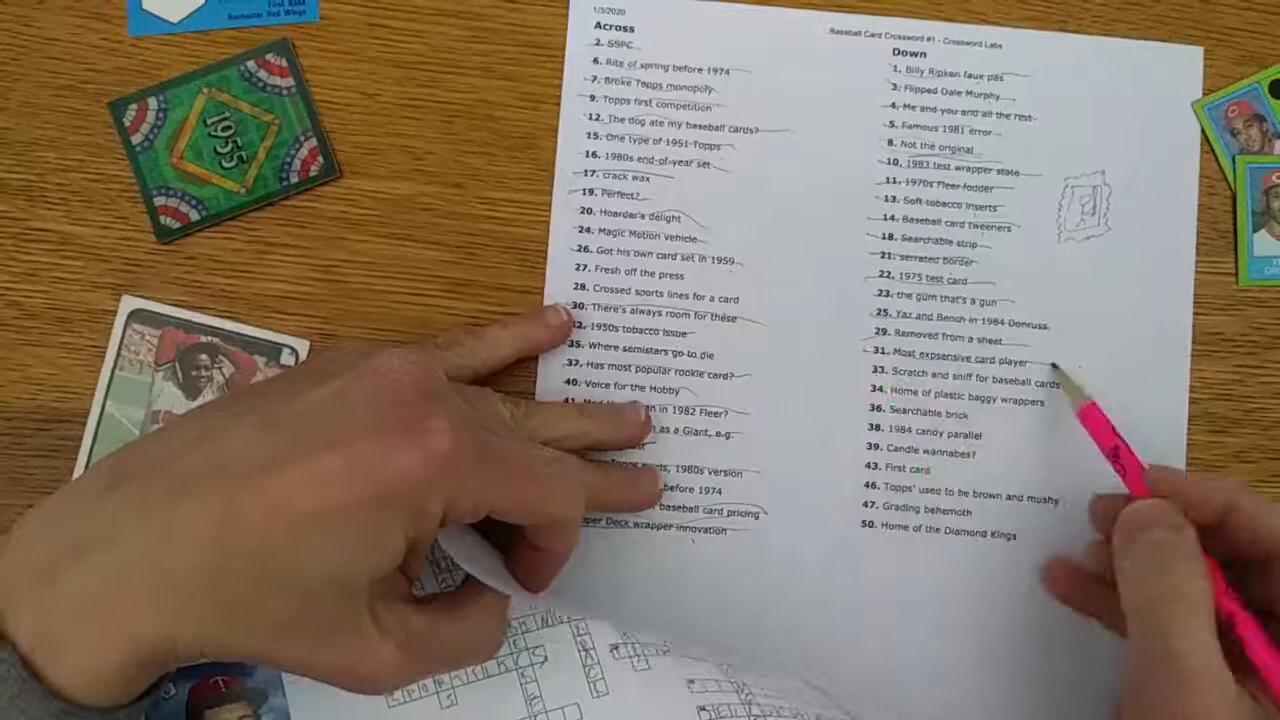 First Base
Rochester Red Wings
1955
1/3/2020
Baseball Card Crossword #1 - Crossword Labs
Across
2. SSPC
6. Rite of spring before 1974
7. Broke Topps monopoly
9. Topps first competition
12. The dog ate my baseball cards?
15. One type of 1951 Topps
16. 1980s end-of-year set
17. crack wax
19. Perfect?
20. Hoarder's delight
24. Magic Motion vehicle
26. Got his own card set in 1959
27. Fresh off the press
28. Crossed sports lines for a card
30. There's always room for these
32. 1950s tobacco issue
35. Where semistars go to die
37. Has most popular rookie card?
40. Voice for the Hobby
41. an in 1982 Fleer?
as a Giant, e.g.
Topps 1980s version
before 1974
baseball card pricing
pper Deck wrapper innovation
Down
1. Billy Ripken faux pas
3. Flipped Dale Murphy
4. Me and you and all the rest
5. Famous 1981 error
8. Not the original
10. 1983 test wrapper state
11. 1970s Fleer fodder
13. Soft-tobacco inserts
14. Baseball card tweeners
18. Searchable strip
21. serrated border
22. 1975 test card
23. the gum that's a gun
25. Yaz and Bench in 1984 Donruss
29. Removed from a sheet
31. Most expsensive card player
33. Scratch and sniff for baseball cards
34. Home of plastic baggy wrappers
36. Searchable brick
38. 1984 candy parallel
39. Candle wannabes?
43. First card
46. Topps' used to be brown and mushy
47. Grading behemoth
50. Home of the Diamond Kings